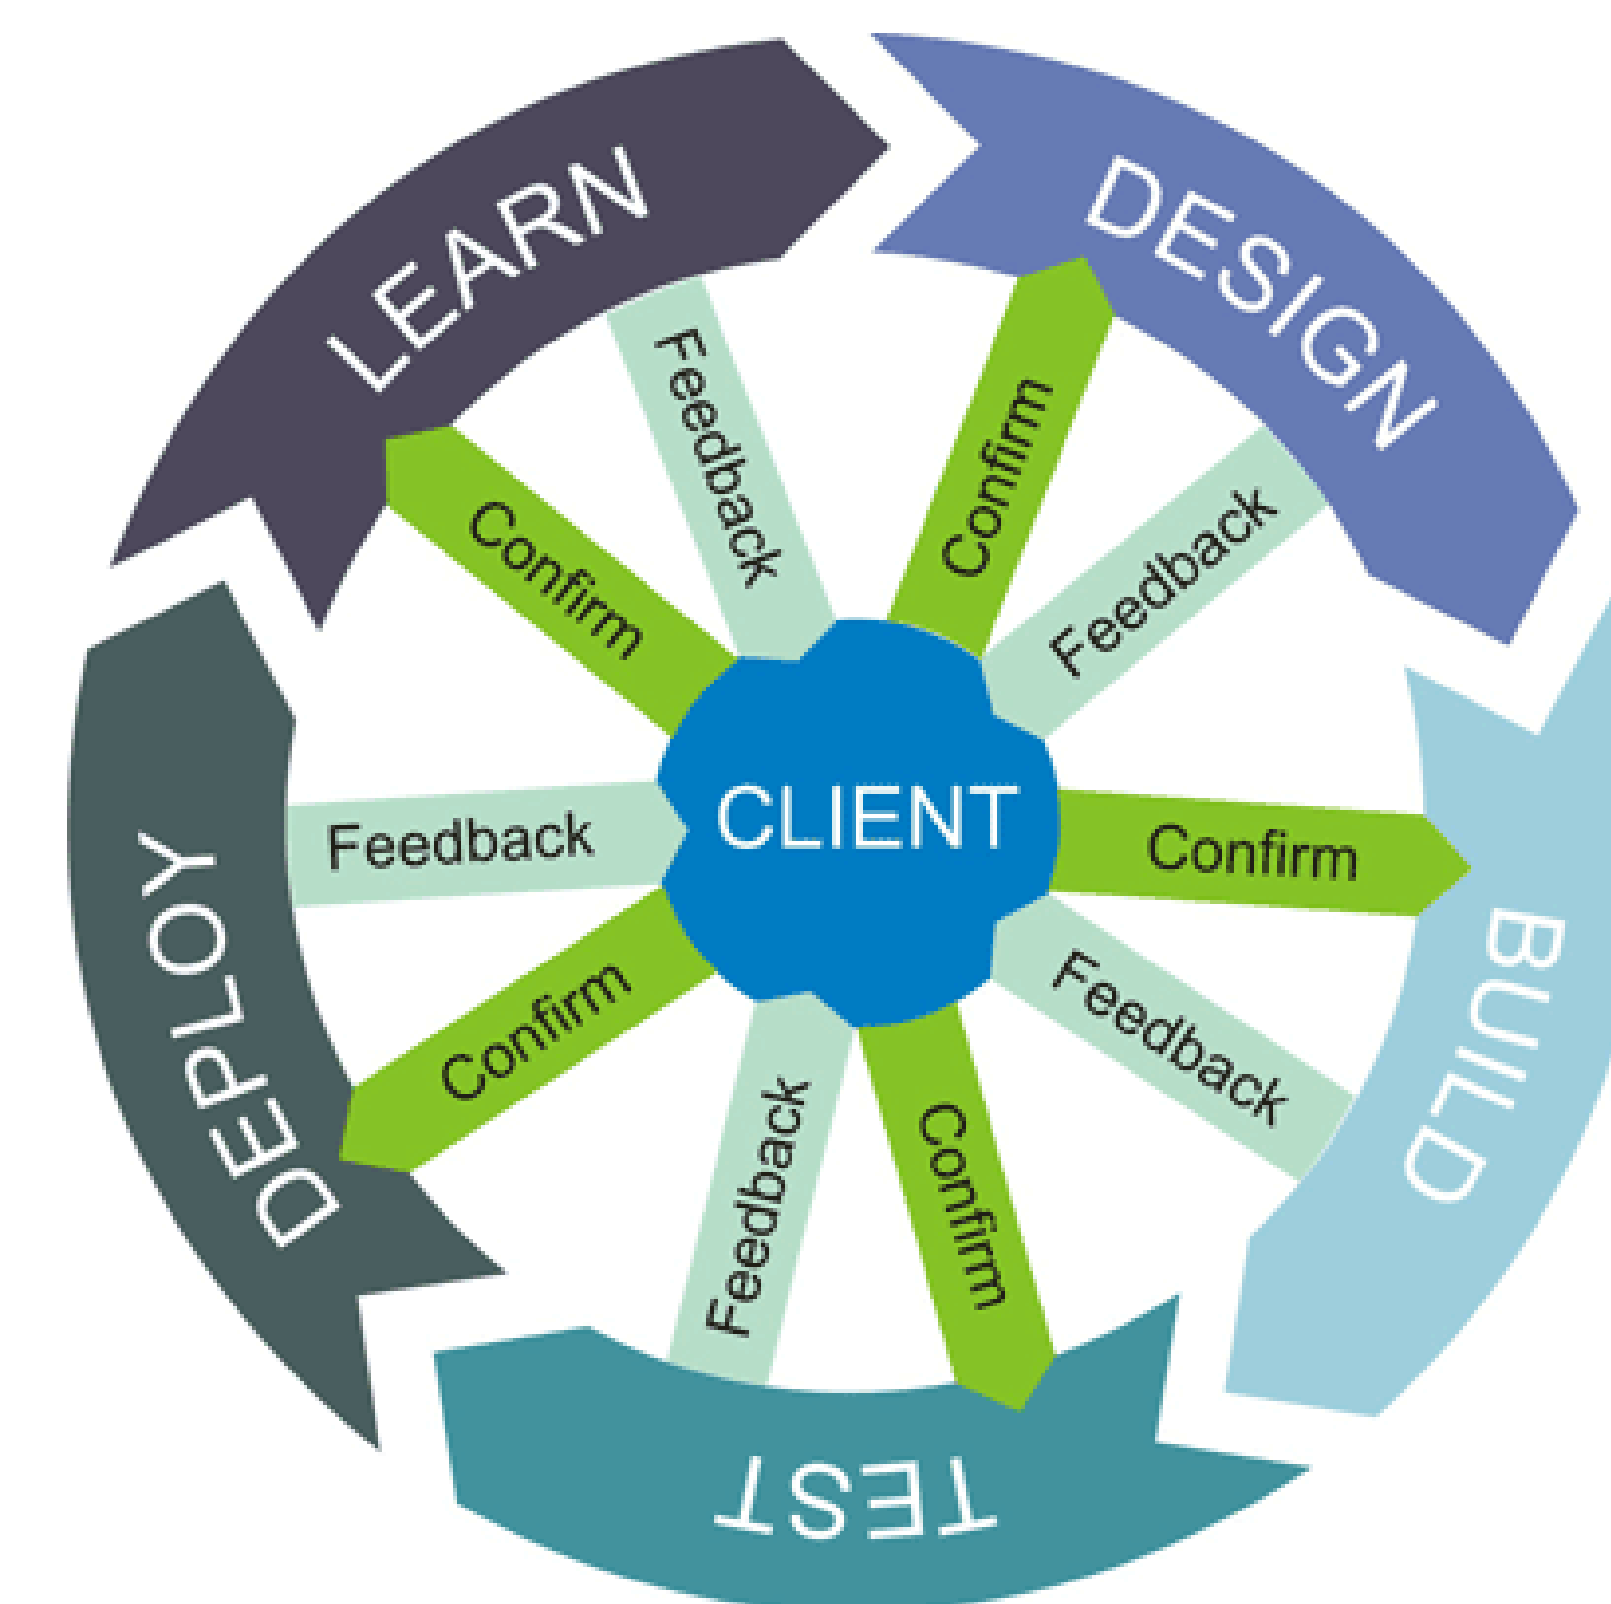 LEARN
DESIGN
BUILD
TEST
DEPLOY
CLIENT
Feedback
Confirm
Feedback
Confirm
Feedback
Confirm
Feedback
Confirm
Feedback
Confirm